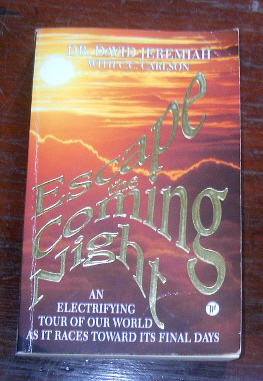 DR. DAVID JEREMIAH
WITH C. C. CARLSON
Escape
the
Coming
Night
AN
ELECTRIFYING
TOUR OF OUR WORLD
AS IT RACES TOWARD ITS FINAL DAYS